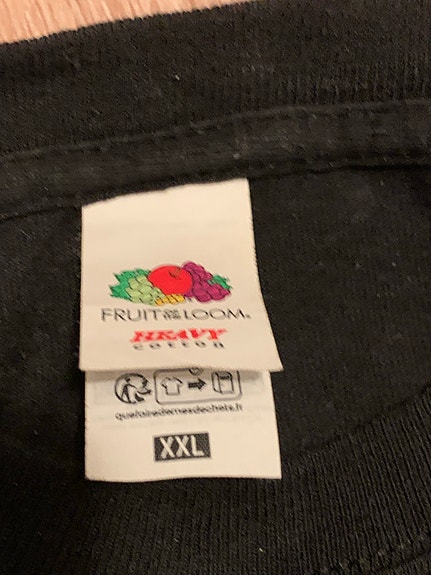 FRUIT OF THE LOOM®
HEAVY
cotton
quefairedemesdechets.fr
XXL